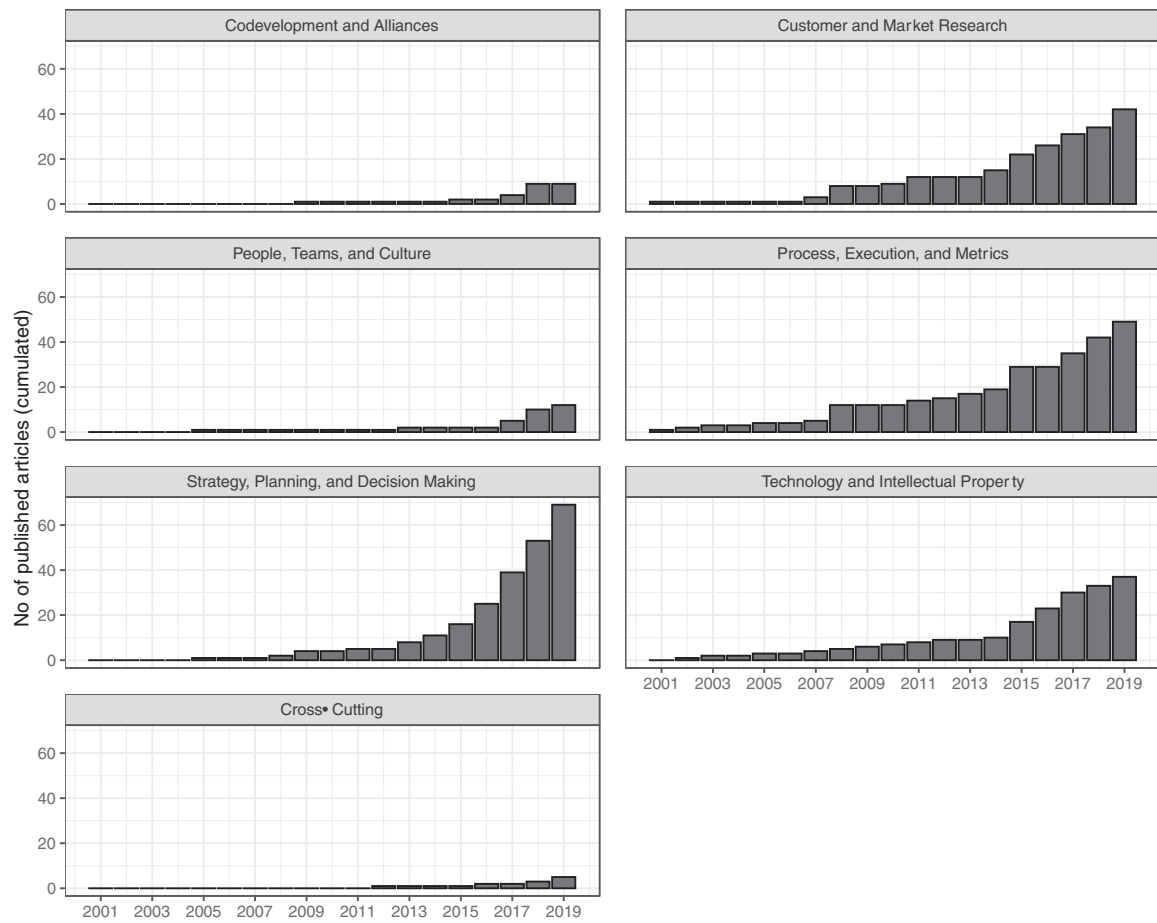 Codevelopment and Alliances
Customer and Market Research
60
40
20
0
People, Teams, and Culture
Process, Execution, and Metrics
60
40
20
0
No of published articles (cumulated)
Strategy, Planning, and Decision Making
Technology and Intellectual Property
60
40
20
0
2001 2003 2005 2007 2009 2011 2013 2015 2017 2019
Cross• Cutting
60
40
20
0
2001 2003 2005 2007 2009 2011 2013 2015 2017 2019